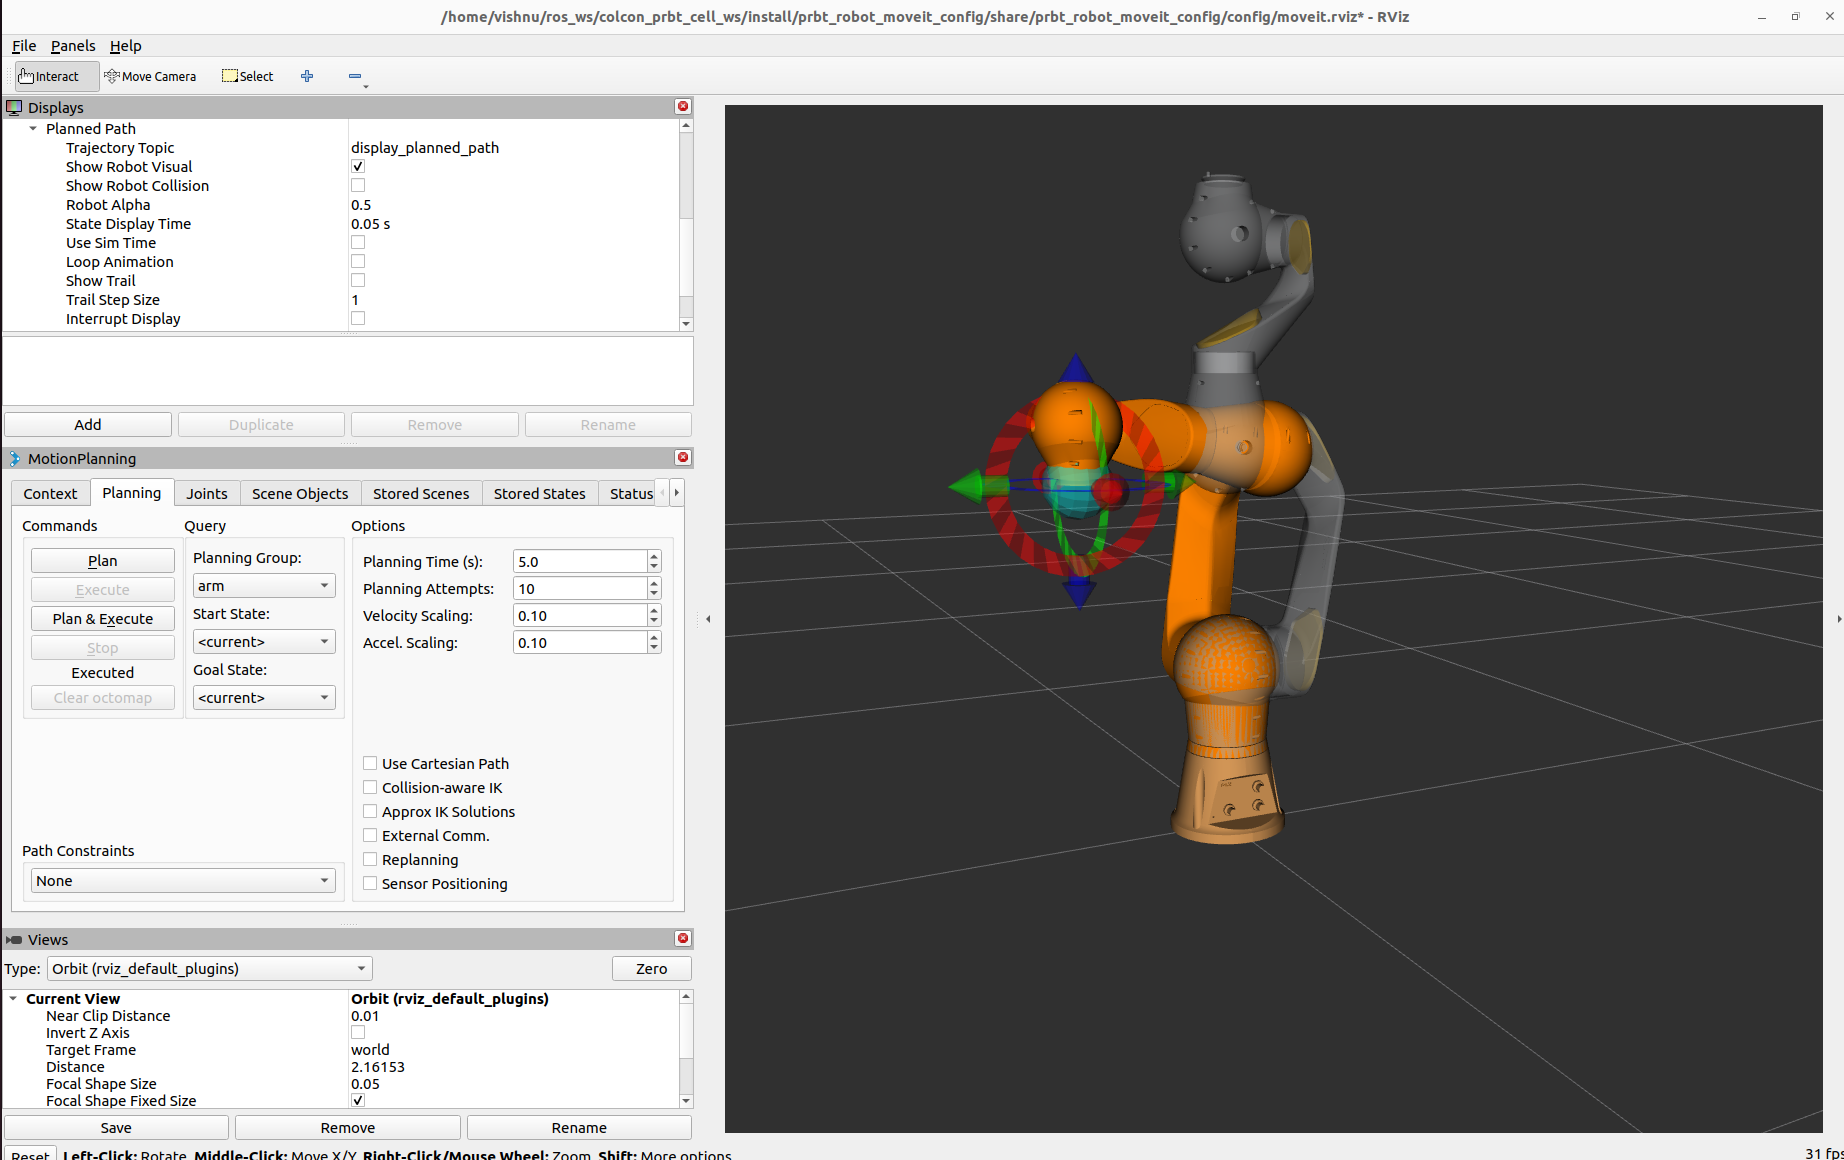 /home/vishnu/ros_ws/colcon_prbt_cell_ws/install/prbt_robot_moveit_config/share/prbt_robot_moveit_config/config/moveit.rviz* - RViz
File Panels Help
Interact Move Camera Select
Displays
Planned Path
Trajectory Topic display_planned_path
Show Robot Visual
Show Robot Collision
Robot Alpha 0.5
State Display Time 0.05 s
Use Sim Time
Loop Animation
Show Trail
Trail Step Size 1
Interrupt Display
Add Duplicate Remove Rename
MotionPlanning
Context Planning Joints Scene Objects Stored Scenes Stored States Status
Commands Query Options
Plan
Execute
Plan & Execute
Stop
Executed
Clear octomap
Planning Group:
arm
Start State:
<current>
Goal State:
<current>
Planning Time (s): 5.0
Planning Attempts: 10
Velocity Scaling: 0.10
Accel. Scaling: 0.10
Use Cartesian Path
Collision-aware IK
Approx IK Solutions
External Comm.
Replanning
Sensor Positioning
Path Constraints
None
Views
Type: Orbit (rviz_default_plugins) Zero
Current View Orbit (rviz_default_plugins)
Near Clip Distance 0.01
Invert Z Axis
Target Frame world
Distance 2.16153
Focal Shape Size 0.05
Focal Shape Fixed Size
Save Remove Rename
Reset Left-Click: Rotate. Middle-Click: Move X/Y. Right-Click/Mouse Wheel: Zoom. Shift: More options. 31 fps